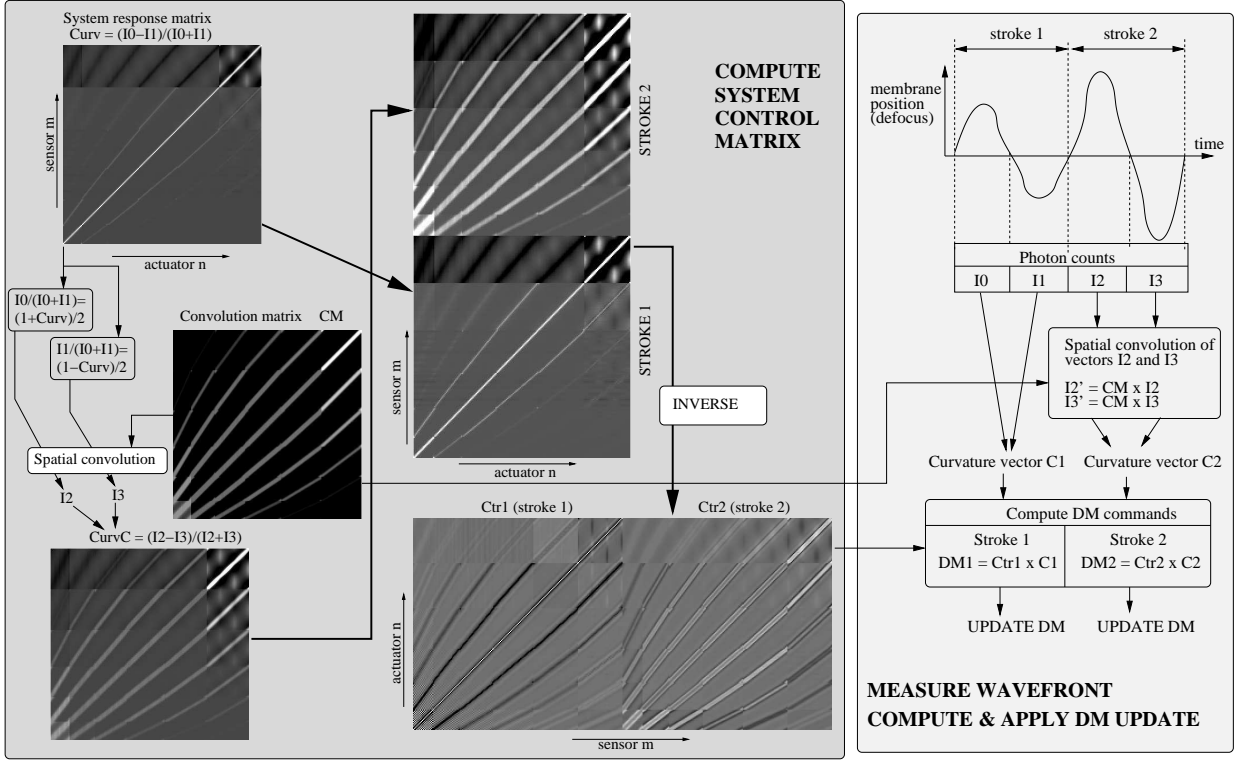 System response matrix
Curv = (I0−I1)/(I0+I1)
sensor m
actuator n
I0/(I0+I1)=
(1+Curv)/2
I1/(I0+I1)=
(1−Curv)/2
Convolution matrix CM
Spatial convolution
I2
I3
CurvC = (I2−I3)/(I2+I3)
STROKE 2
STROKE 1
sensor m
actuator n
COMPUTE
SYSTEM
CONTROL
MATRIX
INVERSE
Ctr1 (stroke 1)
Ctr2 (stroke 2)
actuator n
sensor m
stroke 1
stroke 2
membrane
position
(defocus)
time
Photon counts
I0
I1
I2
I3
Spatial convolution of
vectors I2 and I3
I2' = CM x I2
I3' = CM x I3
Curvature vector C1
Curvature vector C2
Compute DM commands
Stroke 1
DM1 = Ctr1 x C1
Stroke 2
DM2 = Ctr2 x C2
UPDATE DM
UPDATE DM
MEASURE WAVEFRONT
COMPUTE & APPLY DM UPDATE